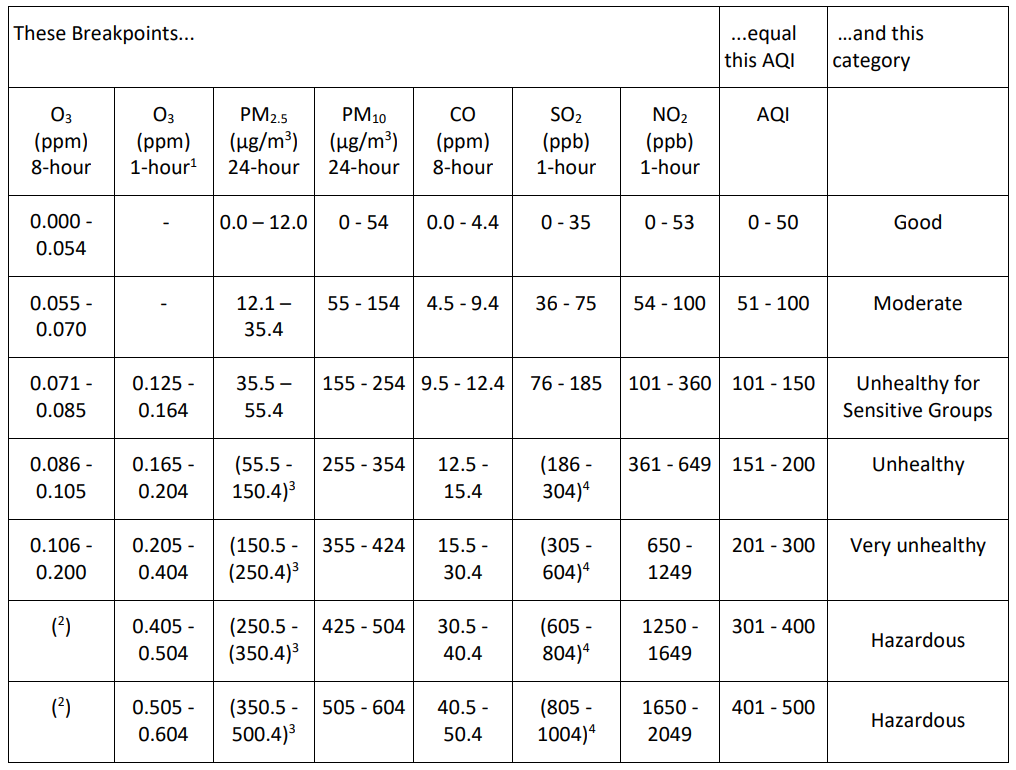 These Breakpoints... ...equal this AQI ...and this category
O₃ (ppm) 8-hour O₃ (ppm) 1-hour¹ PM₂.₅ (µg/m³) 24-hour PM₁₀ (µg/m³) 24-hour CO (ppm) 8-hour SO₂ (ppb) 1-hour NO₂ (ppb) 1-hour AQI
0.000 - 0.054 - 0.0 – 12.0 0 - 54 0.0 - 4.4 0 - 35 0 - 53 0 - 50 Good
0.055 - 0.070 - 12.1 – 35.4 55 - 154 4.5 - 9.4 36 - 75 54 - 100 51 - 100 Moderate
0.071 - 0.085 0.125 - 0.164 35.5 – 55.4 155 - 254 9.5 - 12.4 76 - 185 101 - 360 101 - 150 Unhealthy for Sensitive Groups
0.086 - 0.105 0.165 - 0.204 (55.5 - 150.4)³ 255 - 354 12.5 - 15.4 (186 - 304)⁴ 361 - 649 151 - 200 Unhealthy
0.106 - 0.200 0.205 - 0.404 (150.5 - (250.4)³ 355 - 424 15.5 - 30.4 (305 - 604)⁴ 650 - 1249 201 - 300 Very unhealthy
(²) 0.405 - 0.504 (250.5 - (350.4)³ 425 - 504 30.5 - 40.4 (605 - 804)⁴ 1250 - 1649 301 - 400 Hazardous
(²) 0.505 - 0.604 (350.5 - 500.4)³ 505 - 604 40.5 - 50.4 (805 - 1004)⁴ 1650 - 2049 401 - 500 Hazardous